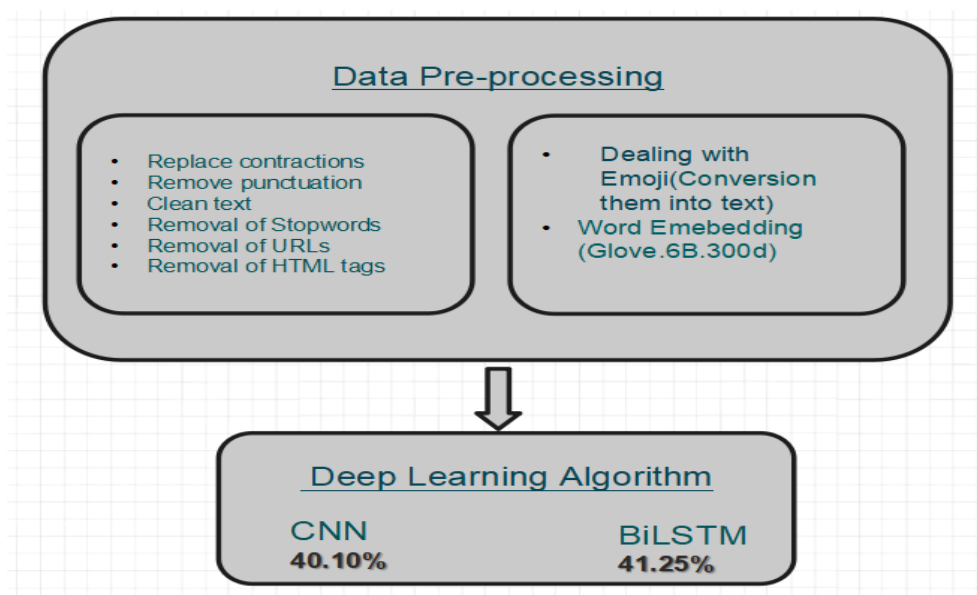 Data Pre-processing
• Replace contractions
• Remove punctuation
• Clean text
• Removal of Stopwords
• Removal of URLs
• Removal of HTML tags
• Dealing with
Emoji(Conversion
them into text)
• Word Emebedding
(Glove.6B.300d)
Deep Learning Algorithm
CNN
40.10%
BiLSTM
41.25%